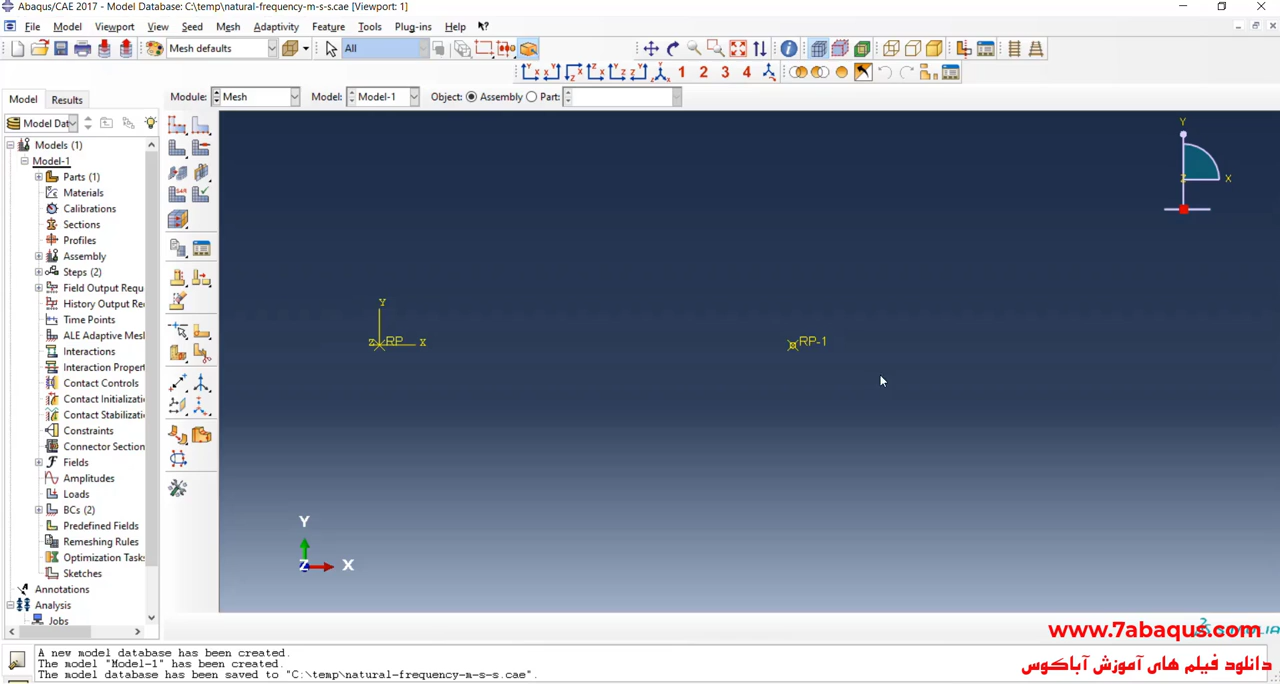 Abaqus/CAE 2017 - Model Database: C:\temp\natural-frequency-m-s-s.cae [Viewport: 1]
File Model Viewport View Seed Mesh Adaptivity Feature Tools Plug-ins Help
Mesh defaults All
1 2 3 4
Model Results Module: Mesh Model: Model-1 Object: Assembly Part:
Model Dat
Models (1)
Model-1
Parts (1)
Materials
Calibrations
Sections
Profiles
Assembly
Steps (2)
Field Output Requ
History Output Re
Time Points
ALE Adaptive Mesl
Interactions
Interaction Proper
Contact Controls
Contact Initializati
Contact Stabilizati
Constraints
Connector Section
Fields
Amplitudes
Loads
BCs (2)
Predefined Fields
Remeshing Rules
Optimization Task
Sketches
Annotations
Analysis
Jobs
Y
Z X
Y
Z RP X
RP-1
Y
Z X
www.7abaqus.com
دانلود فیلم های آموزش آباکوس
A new model database has been created.
The model "Model-1" has been created.
The model database has been saved to "C:\temp\natural-frequency-m-s-s.cae".